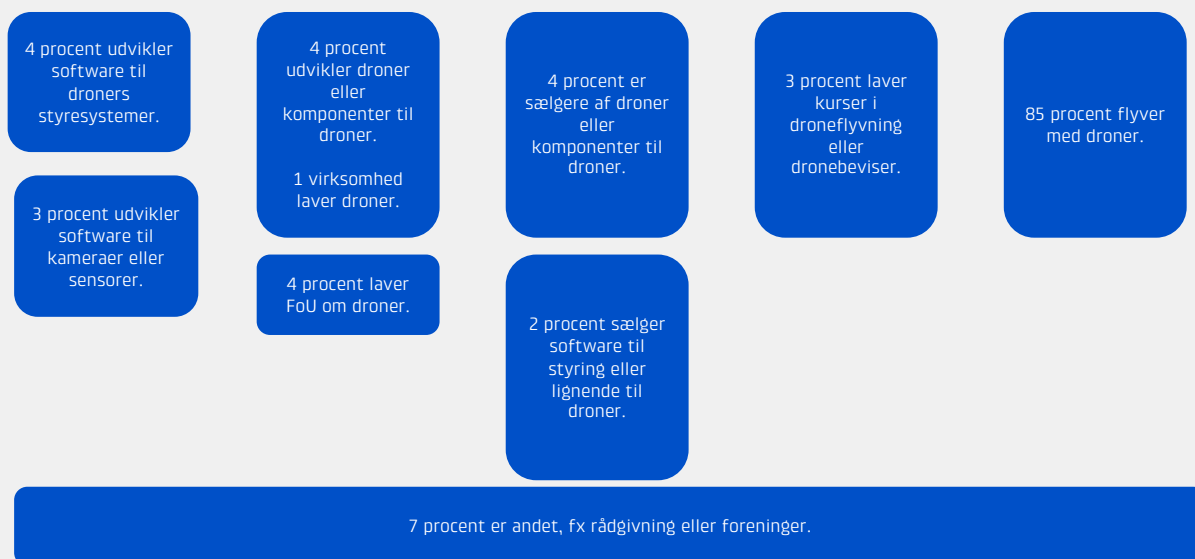 4 procent udvikler
software til
droners
styresystemer.
3 procent udvikler
software til
kameraer eller
sensorer.
4 procent
udvikler droner
eller
komponenter til
droner.
1 virksomhed
laver droner.
4 procent laver
FoU om droner.
4 procent er
sælgere af droner
eller
komponenter til
droner.
2 procent sælger
software til
styring eller
lignende til
droner.
3 procent laver
kurser i
droneflyvning
eller
dronebeviser.
85 procent flyver
med droner.
7 procent er andet, fx rådgivning eller foreninger.